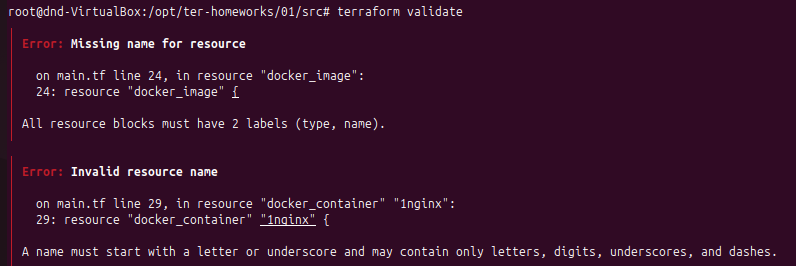 root@dnd-VirtualBox:/opt/ter-homeworks/01/src# terraform validate
Error: Missing name for resource
on main.tf line 24, in resource "docker_image":
24: resource "docker_image" {
All resource blocks must have 2 labels (type, name).
Error: Invalid resource name
on main.tf line 29, in resource "docker_container" "1nginx":
29: resource "docker_container" "1nginx" {
A name must start with a letter or underscore and may contain only letters, digits, underscores, and dashes.